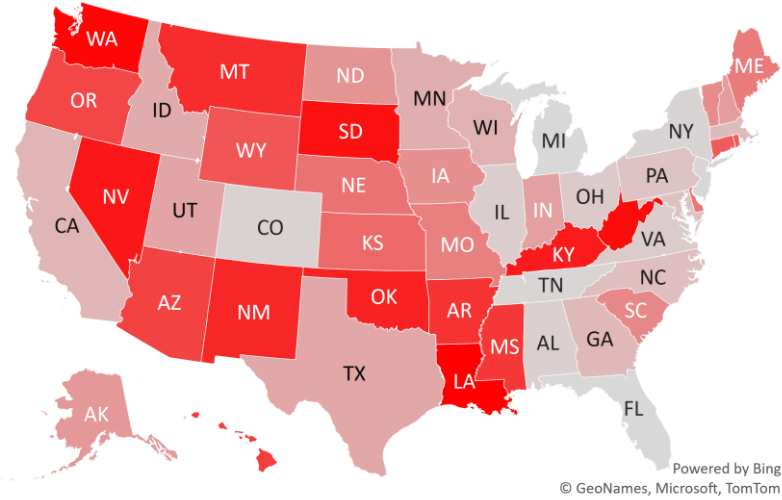 WA
MT
ND
ME
OR
ID
MN
SD
WI
NY
MI
WY
IA
PA
NE
NV
UT
IL
IN
OH
CO
CA
KS
MO
VA
KY
NC
TN
AZ
NM
OK
AR
SC
MS
AL
GA
TX
LA
FL
AK
Powered by Bing
© GeoNames, Microsoft, TomTom